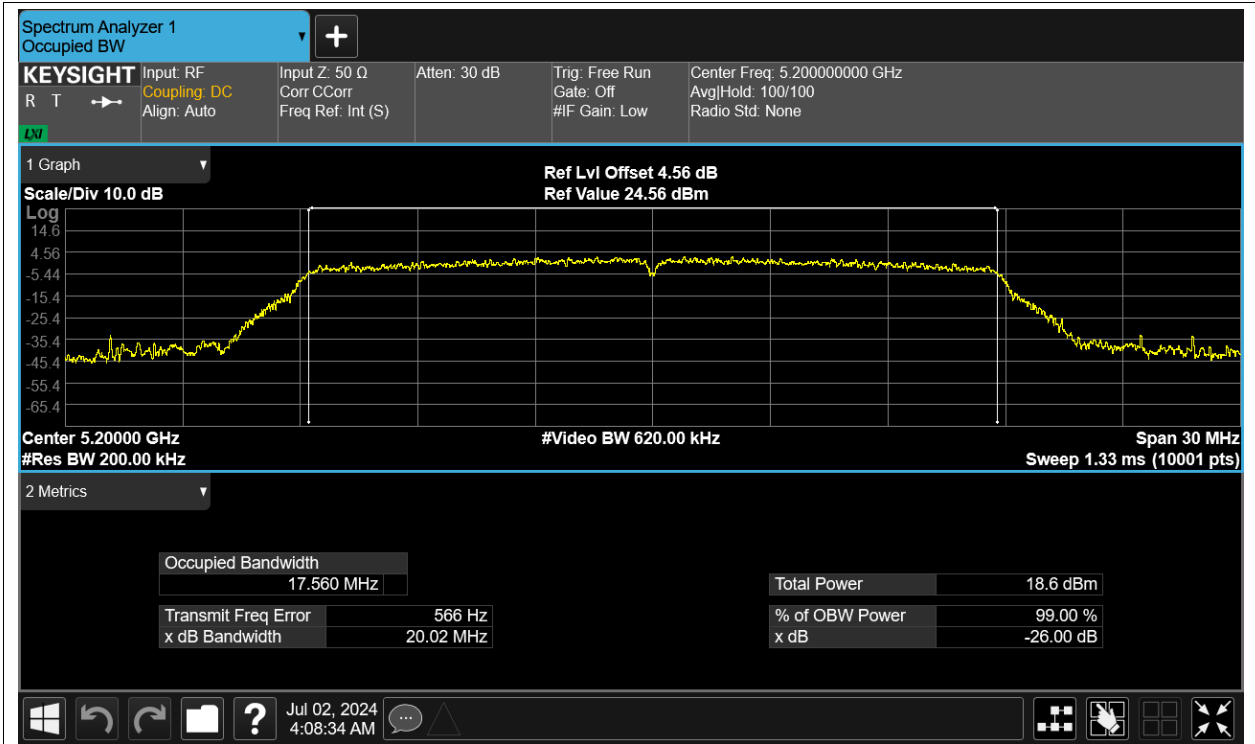 Spectrum Analyzer 1
Occupied BW
KEYSIGHT
R T
LXI
Input: RF
Coupling: DC
Align: Auto
Input Z: 50 Ω
Corr CCorr
Freq Ref: Int (S)
Atten: 30 dB
Trig: Free Run
Gate: Off
#IF Gain: Low
Center Freq: 5.200000000 GHz
Avg|Hold: 100/100
Radio Std: None
1 Graph
Scale/Div 10.0 dB
Ref Lvl Offset 4.56 dB
Ref Value 24.56 dBm
Log
14.6
4.56
-5.44
-15.4
-25.4
-35.4
-45.4
-55.4
-65.4
Center 5.20000 GHz
#Res BW 200.00 kHz
#Video BW 620.00 kHz
Span 30 MHz
Sweep 1.33 ms (10001 pts)
2 Metrics
Occupied Bandwidth
17.560 MHz
Transmit Freq Error 566 Hz
x dB Bandwidth 20.02 MHz
Total Power 18.6 dBm
% of OBW Power 99.00 %
x dB -26.00 dB
?
Jul 02, 2024
4:08:34 AM